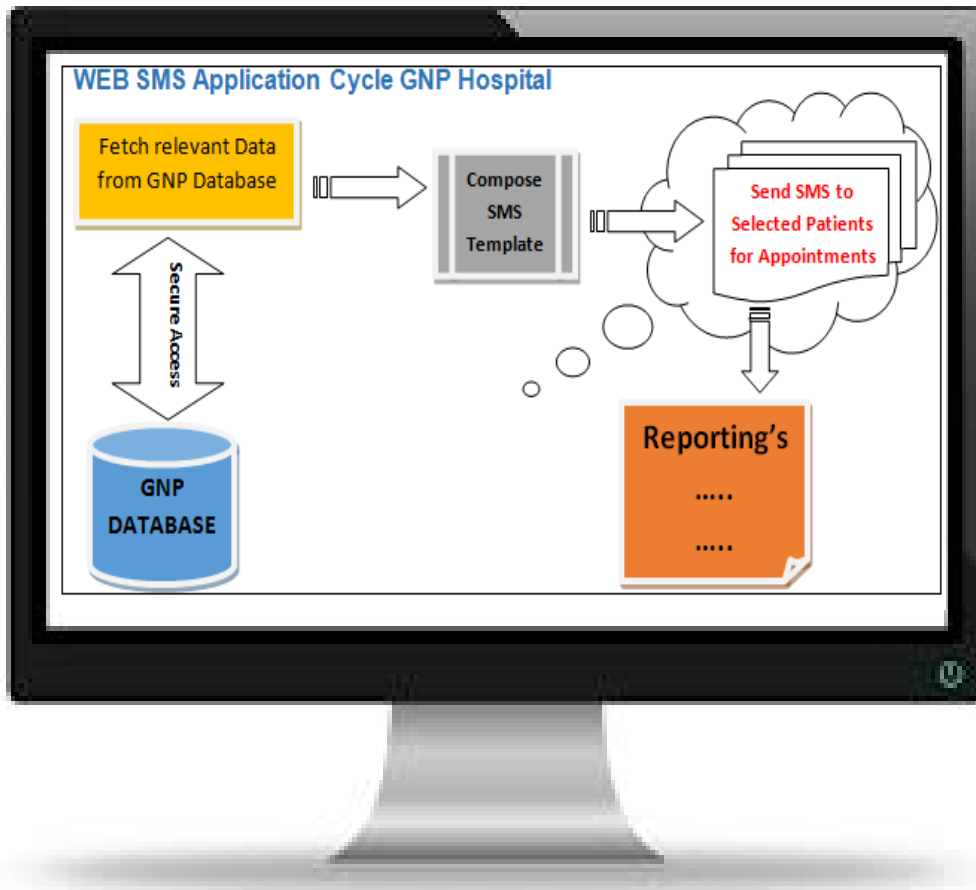 WEB SMS Application Cycle GNP Hospital
Fetch relevant Data
from GNP Database
Compose
SMS
Template
Send SMS to
Selected Patients
for Appointments
Secure Access
GNP
DATABASE
Reporting's
.....
.....